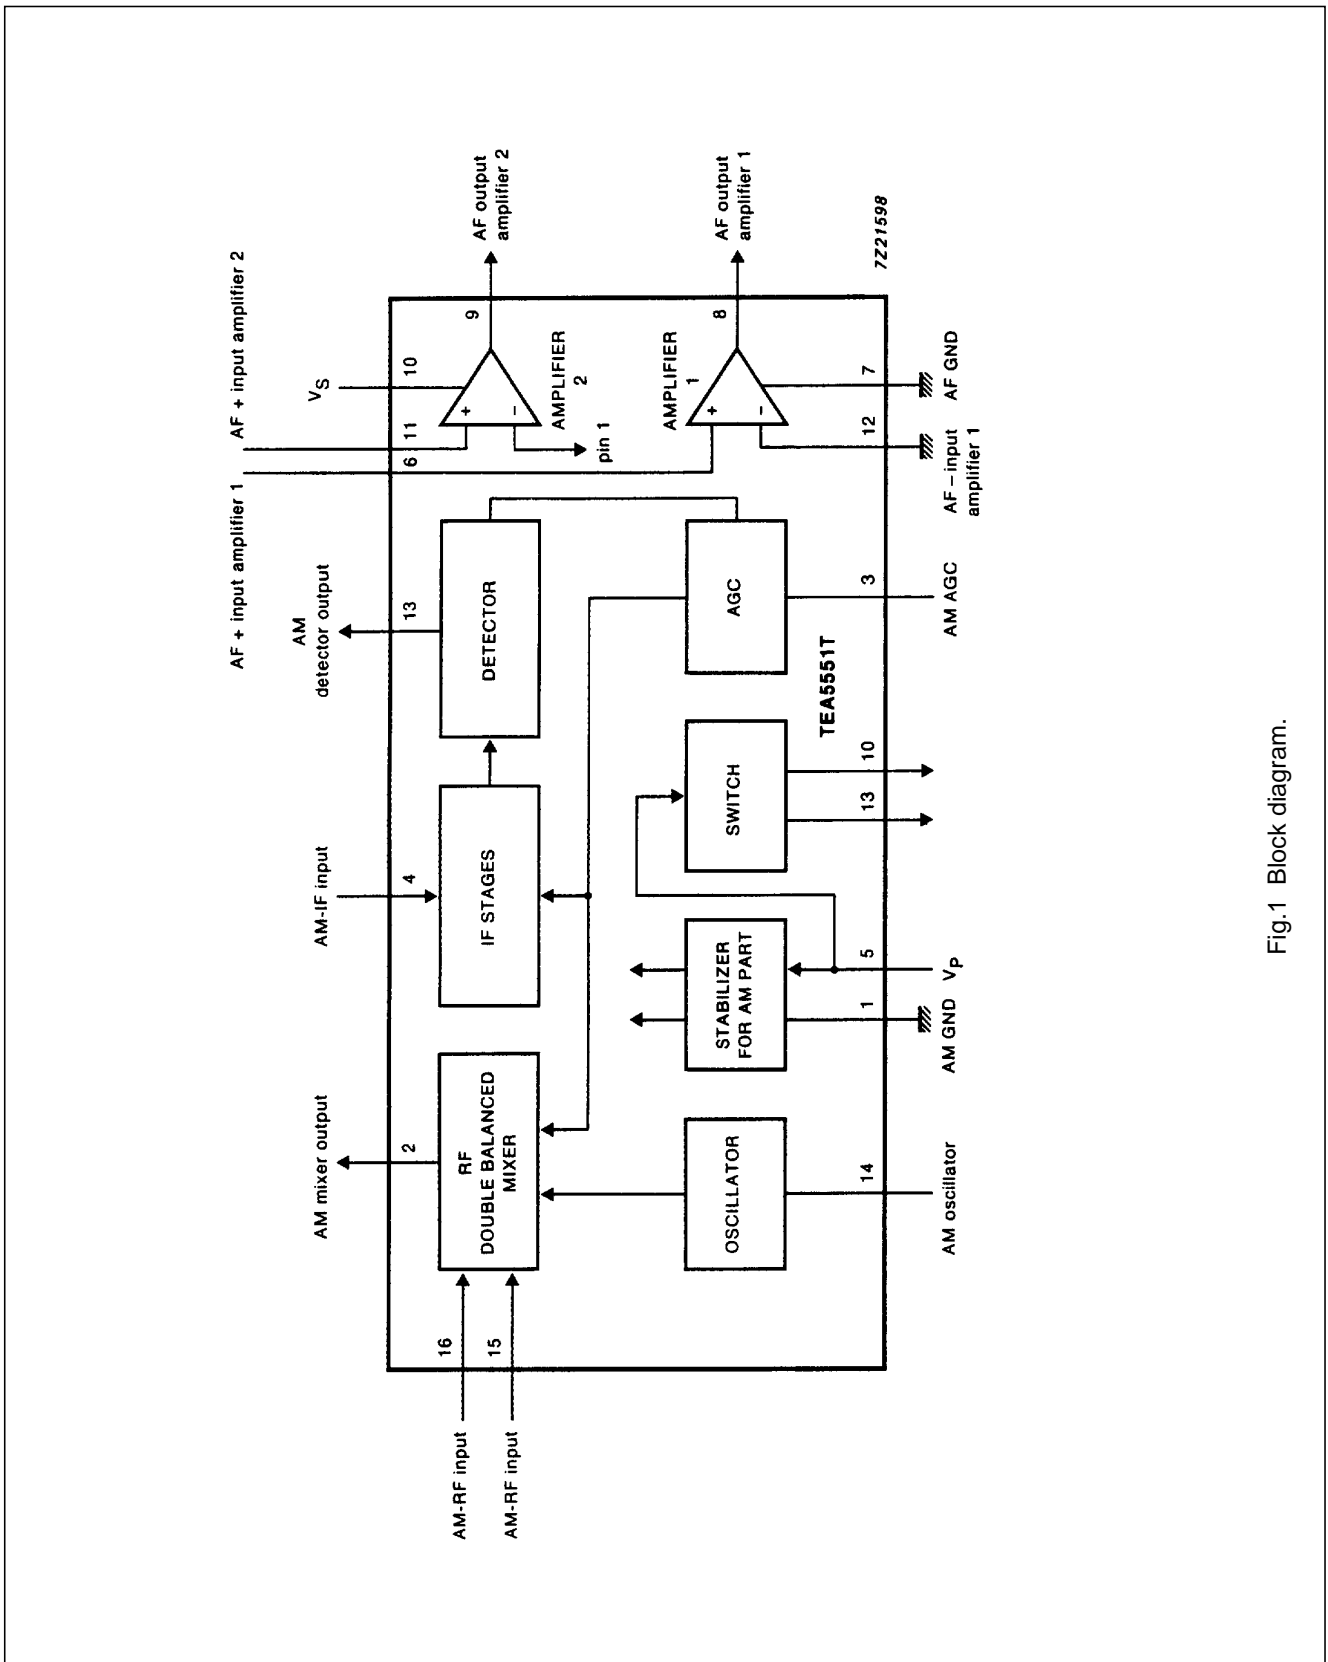 AF + input amplifier 1
AF + input amplifier 2
AM mixer output
AM-IF input
AM
detector output
VS
2
4
13
6
11
10
AM-RF input
16
AM-RF input
15
RF
DOUBLE BALANCED
MIXER
IF STAGES
DETECTOR
+
−
AMPLIFIER
2
9
AF output
amplifier 2
pin 1
OSCILLATOR
STABILIZER
FOR AM PART
SWITCH
AGC
AMPLIFIER
1
+
−
8
AF output
amplifier 1
TEA5551T
14
1
5
13
10
3
12
7
AM oscillator
AM GND
VP
AM AGC
AF – input
amplifier 1
AF GND
7Z21598
Fig.1 Block diagram.